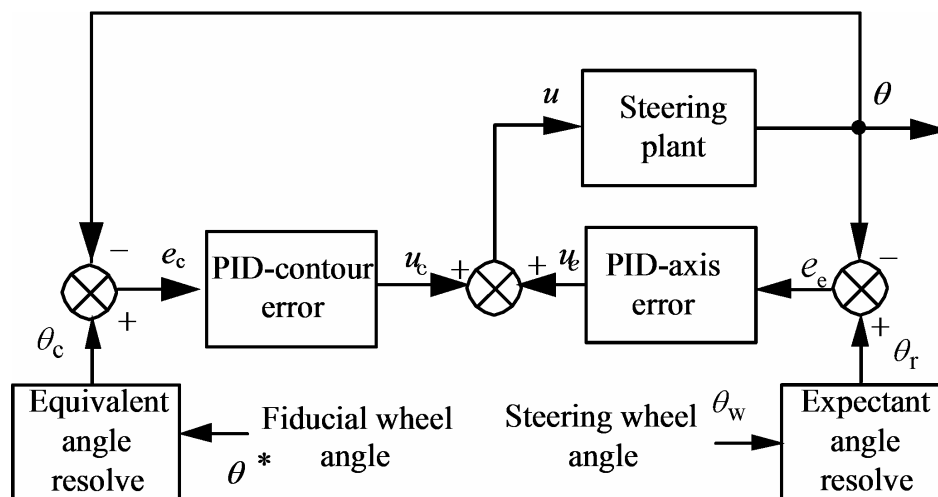 u
Steering
plant
θ
−
e_c
PID-contour
error
u_c
+
+
u_e
PID-axis
error
e_e
−
+
θ_c
+
θ_r
Equivalent
angle
resolve
Fiducial wheel
angle
θ *
Steering wheel
angle
θ_w
Expectant
angle
resolve